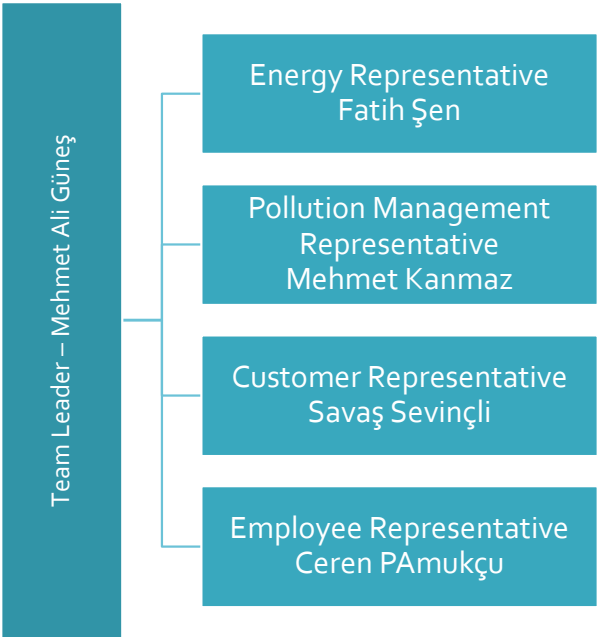 Team Leader – Mehmet Ali Güneş
Energy Representative
Fatih Şen
Pollution Management
Representative
Mehmet Kanmaz
Customer Representative
Savaş Sevinçli
Employee Representative
Ceren PAmukçu